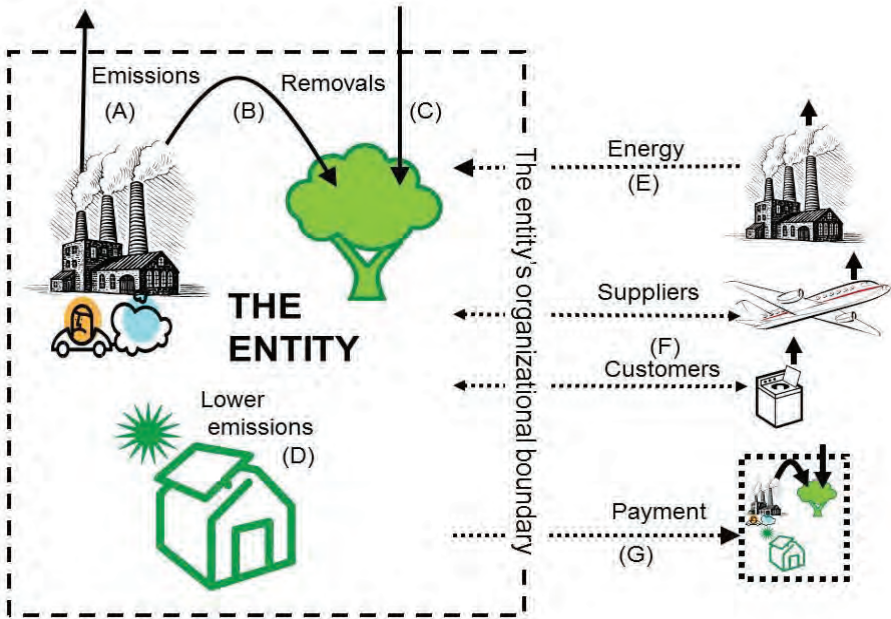 Emissions
(A)
(B)
Removals
(C)
THE
ENTITY
Lower
emissions
(D)
The entity's organizational boundary
Energy
(E)
Suppliers
(F)
Customers
Payment
(G)